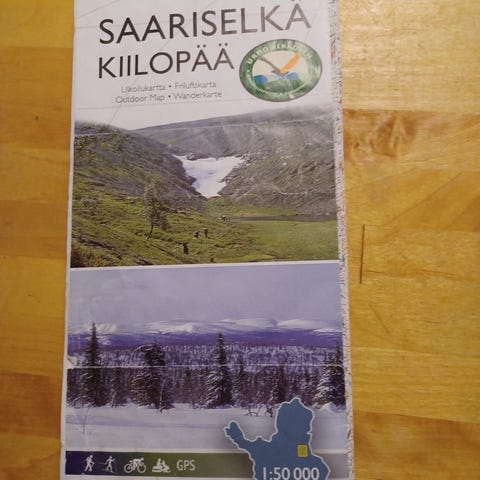 SAARISELKÄ
KIILOPÄÄ
Ulkoilukartta • Friluftskarta
Outdoor Map • Wanderkarte
GPS
1:50 000